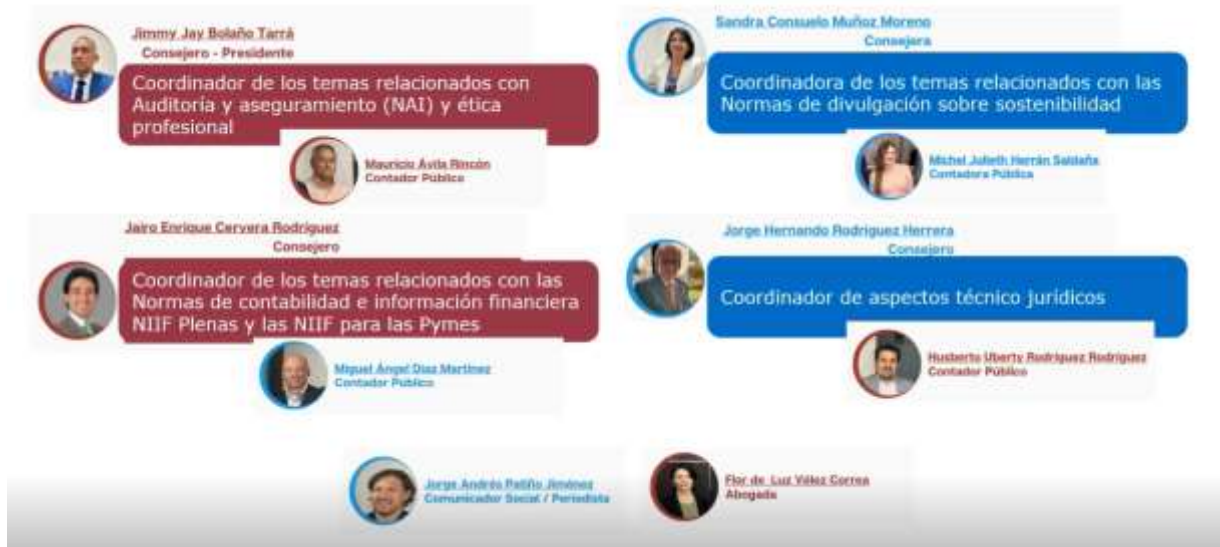 Jimmy Jay Bolaño Tarrá
Consejero - Presidente
Coordinador de los temas relacionados con
Auditoría y aseguramiento (NAI) y ética
profesional
Mauricio Ávila Rincón
Contador Público
Sandra Consuelo Muñoz Moreno
Consejera
Coordinadora de los temas relacionados con las
Normas de divulgación sobre sostenibilidad
Michel Julieth Herrán Saldaña
Contadora Pública
Jairo Enrique Cervera Rodríguez
Consejero
Coordinador de los temas relacionados con las
Normas de contabilidad e información financiera
NIIF Plenas y las NIIF para las Pymes
Miguel Ángel Díaz Martínez
Contador Público
Jorge Hernando Rodríguez Herrera
Consejero
Coordinador de aspectos técnico jurídicos
Uberty Rodríguez Rodríguez
Contador Público
Jorge Andrés Patiño Jiménez
Comunicador Social / Periodista
Flor de Luz Vélez Correa
Abogada